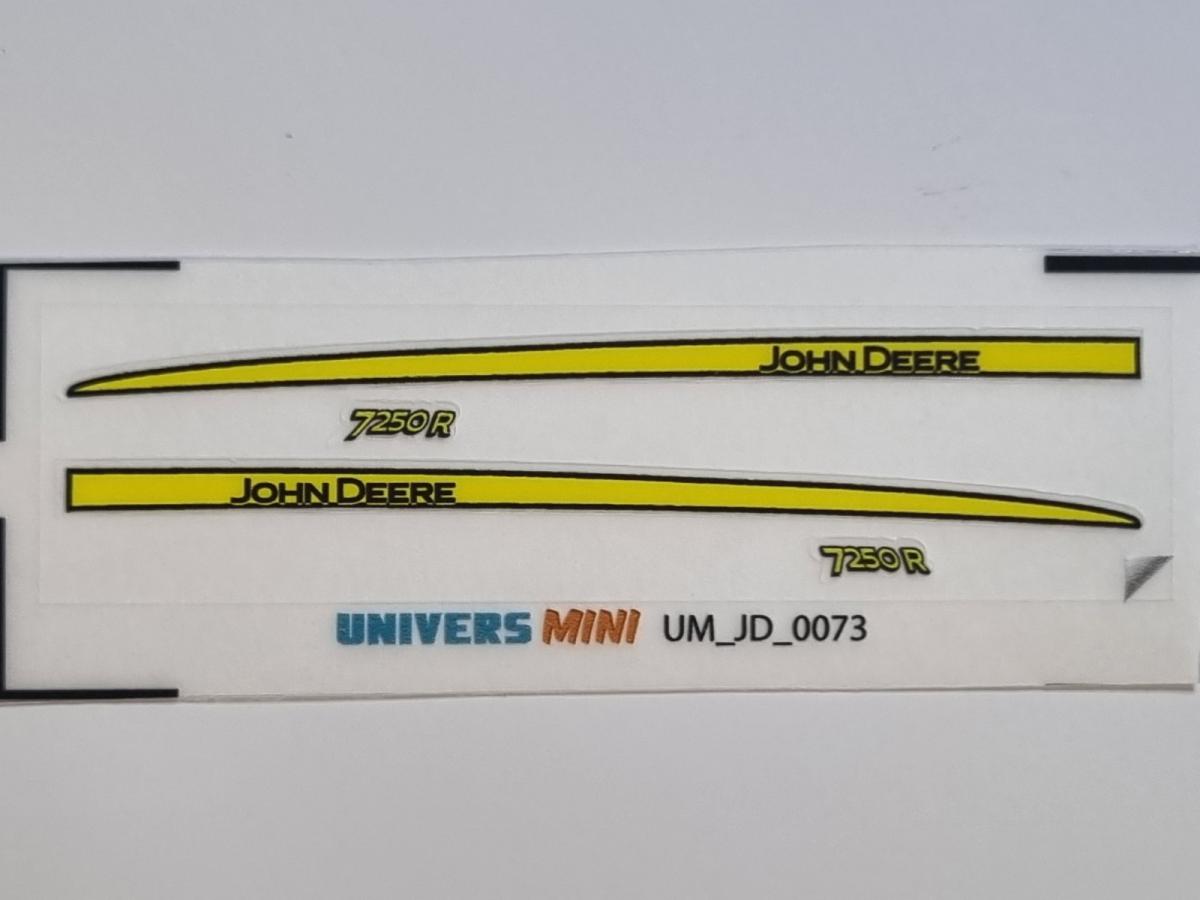 JOHN DEERE
7250R
JOHN DEERE
7250R
UNIVERS MINI UM_JD_0073